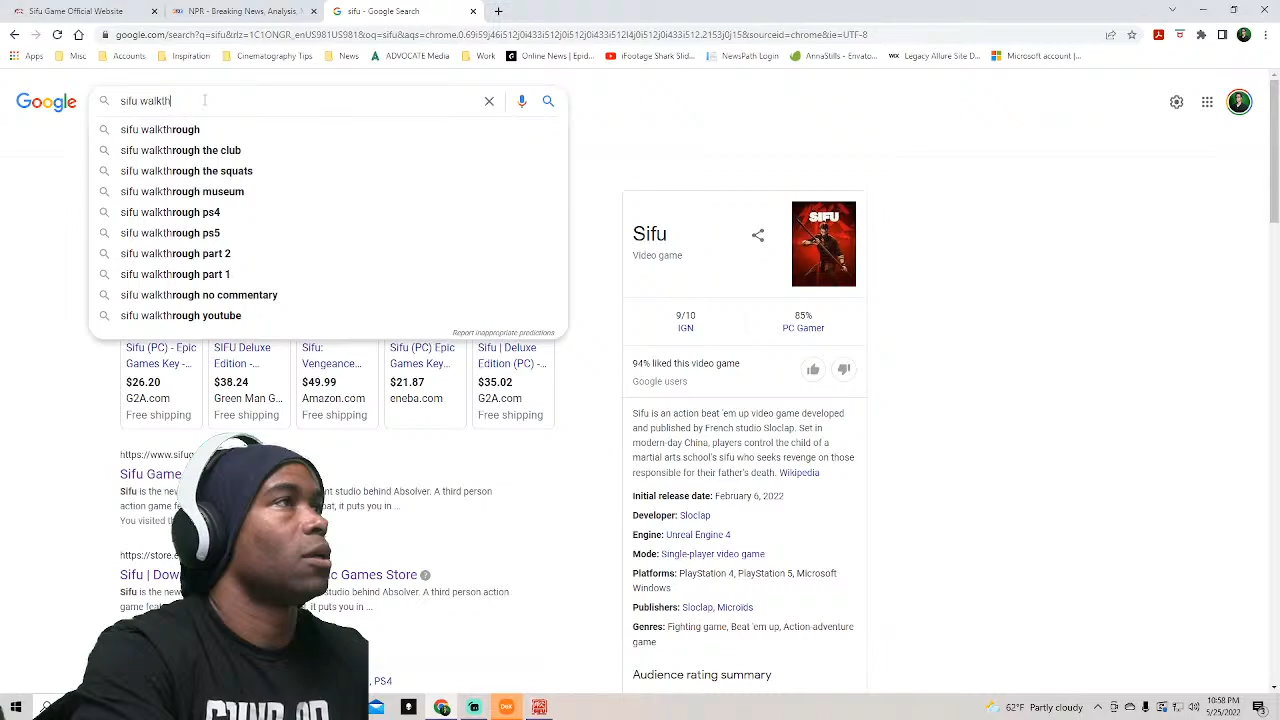 Sifu Game Official Website
NPR - Breaking News, Analysis,
sifu - Google Search
google.com/search?q=sifu&rlz=1C1ONGR_enUS981US981&oq=sifu&aqs=chrome.0.69i59j46i512j0i433i512j0i512j0i433i512l4j0i512j0i433i512.2153j0j15&sourceid=chrome&ie=UTF-8
Apps
Misc
Accounts
Inspiration
Cinematography Tips
News
ADVOCATE Media
Work
Online News | Epid...
iFootage Shark Slid...
NewsPath Login
AnnaStills - Envato...
Legacy Allure Site D...
Microsoft account |...
Google
sifu walkth
sifu walkthrough
sifu walkthrough the club
sifu walkthrough the squats
sifu walkthrough museum
sifu walkthrough ps4
sifu walkthrough ps5
sifu walkthrough part 2
sifu walkthrough part 1
sifu walkthrough no commentary
sifu walkthrough youtube
Report inappropriate predictions
Sifu (PC) - Epic
Games Key -...
$26.20
G2A.com
Free shipping
SIFU Deluxe
Edition -...
$38.24
Green Man G...
Free shipping
Sifu:
Vengeance...
$49.99
Amazon.com
Free shipping
Sifu (PC) Epic
Games Key...
$21.87
eneba.com
Sifu | Deluxe
Edition (PC) -...
$35.02
G2A.com
Free shipping
https://www.sifug
Sifu Game
Sifu is the new
nt studio behind Absolver. A third person
action game fe
at, it puts you in ...
You visited th
https://store.e
Sifu | Dow
ic Games Store
Sifu is the new
studio behind Absolver. A third person action
game feat
it puts you in ...
, PS4
Sifu
Video game
SIFU
9/10
IGN
85%
PC Gamer
94% liked this video game
Google users
Sifu is an action beat 'em up video game developed
and published by French studio Sloclap. Set in
modern-day China, players control the child of a
martial arts school's sifu who seeks revenge on those
responsible for their father's death. Wikipedia
Initial release date: February 6, 2022
Developer: Sloclap
Engine: Unreal Engine 4
Mode: Single-player video game
Platforms: PlayStation 4, PlayStation 5, Microsoft
Windows
Publishers: Sloclap, Microïds
Genres: Fighting game, Beat 'em up, Action-adventure
game
Audience rating summary
62°F Partly cloudy
10:58 PM
5/25/2022